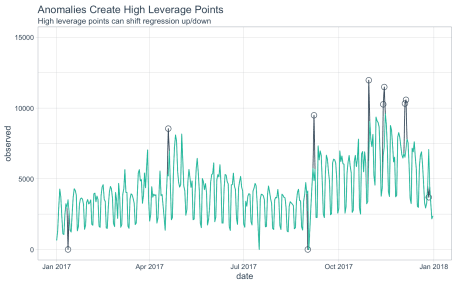 Anomalies Create High Leverage Points
High leverage points can shift regression up/down
15000
10000
5000
0
observed
Jan 2017
Apr 2017
Jul 2017
Oct 2017
Jan 2018
date